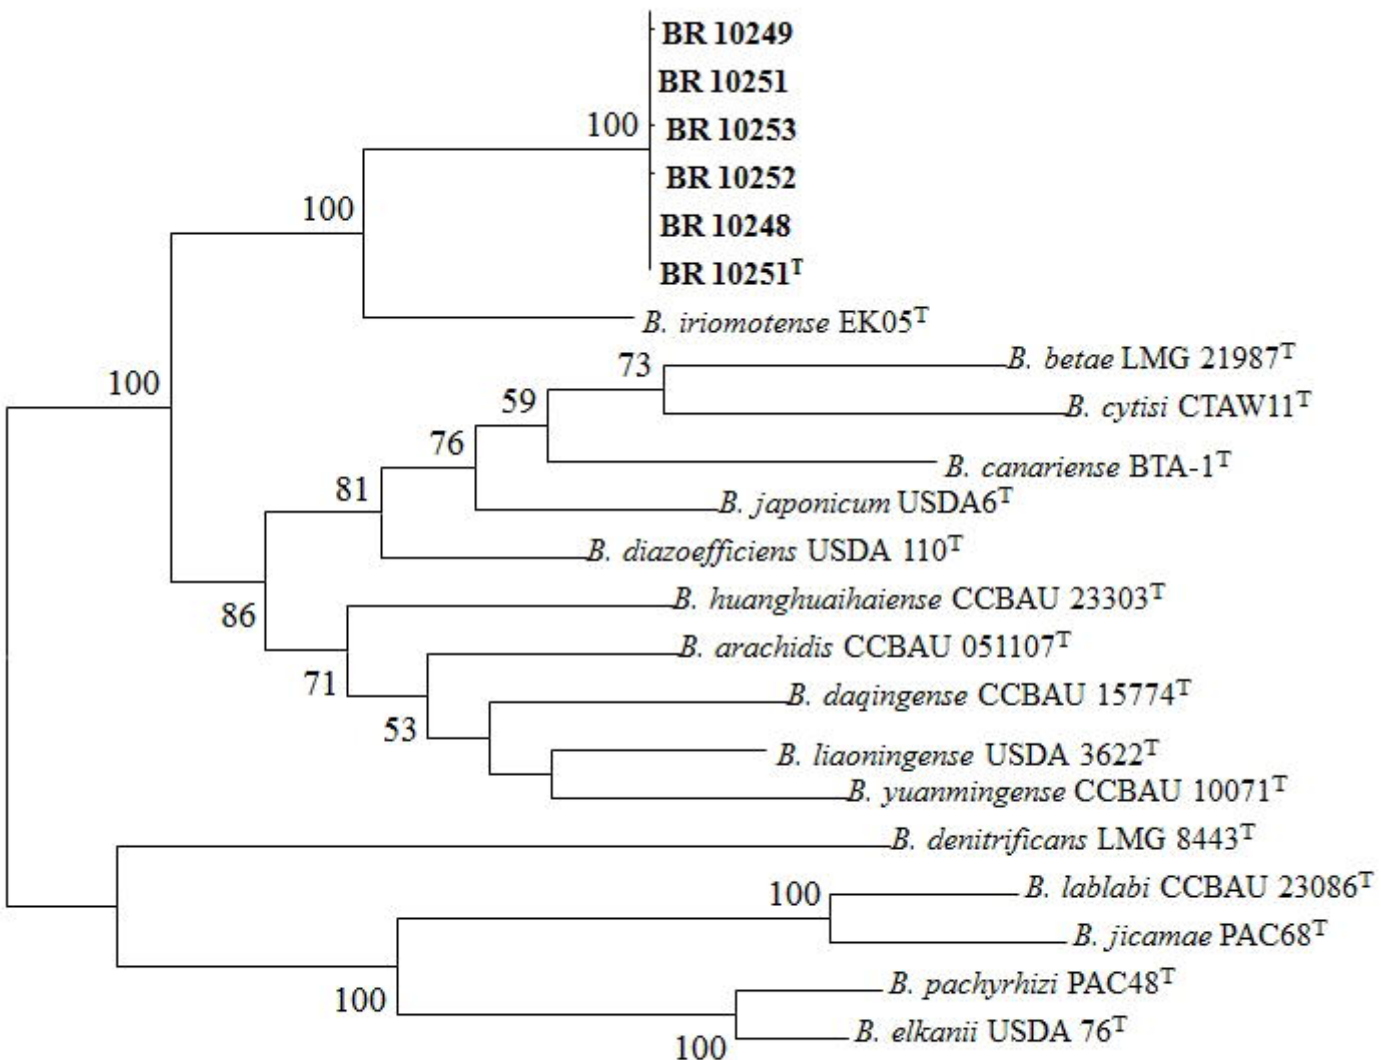 BR 10249
BR 10251
100
BR 10253
BR 10252
100
BR 10248
BR 10251T
B. iriomotense EK05T
73
B. betae LMG 21987T
100
59
B. cytisi CTAW11T
76
B. canariense BTA-1T
81
B. japonicum USDA6T
B. diazoefficiens USDA 110T
86
B. huanghuaihaiense CCBAU 23303T
B. arachidis CCBAU 051107T
71
B. daqingense CCBAU 15774T
53
B. liaoningense USDA 3622T
B. yuanmingense CCBAU 10071T
B. denitrificans LMG 8443T
100
B. lablabi CCBAU 23086T
B. jicamae PAC68T
B. pachyrhizi PAC48T
100
B. elkanii USDA 76T
100